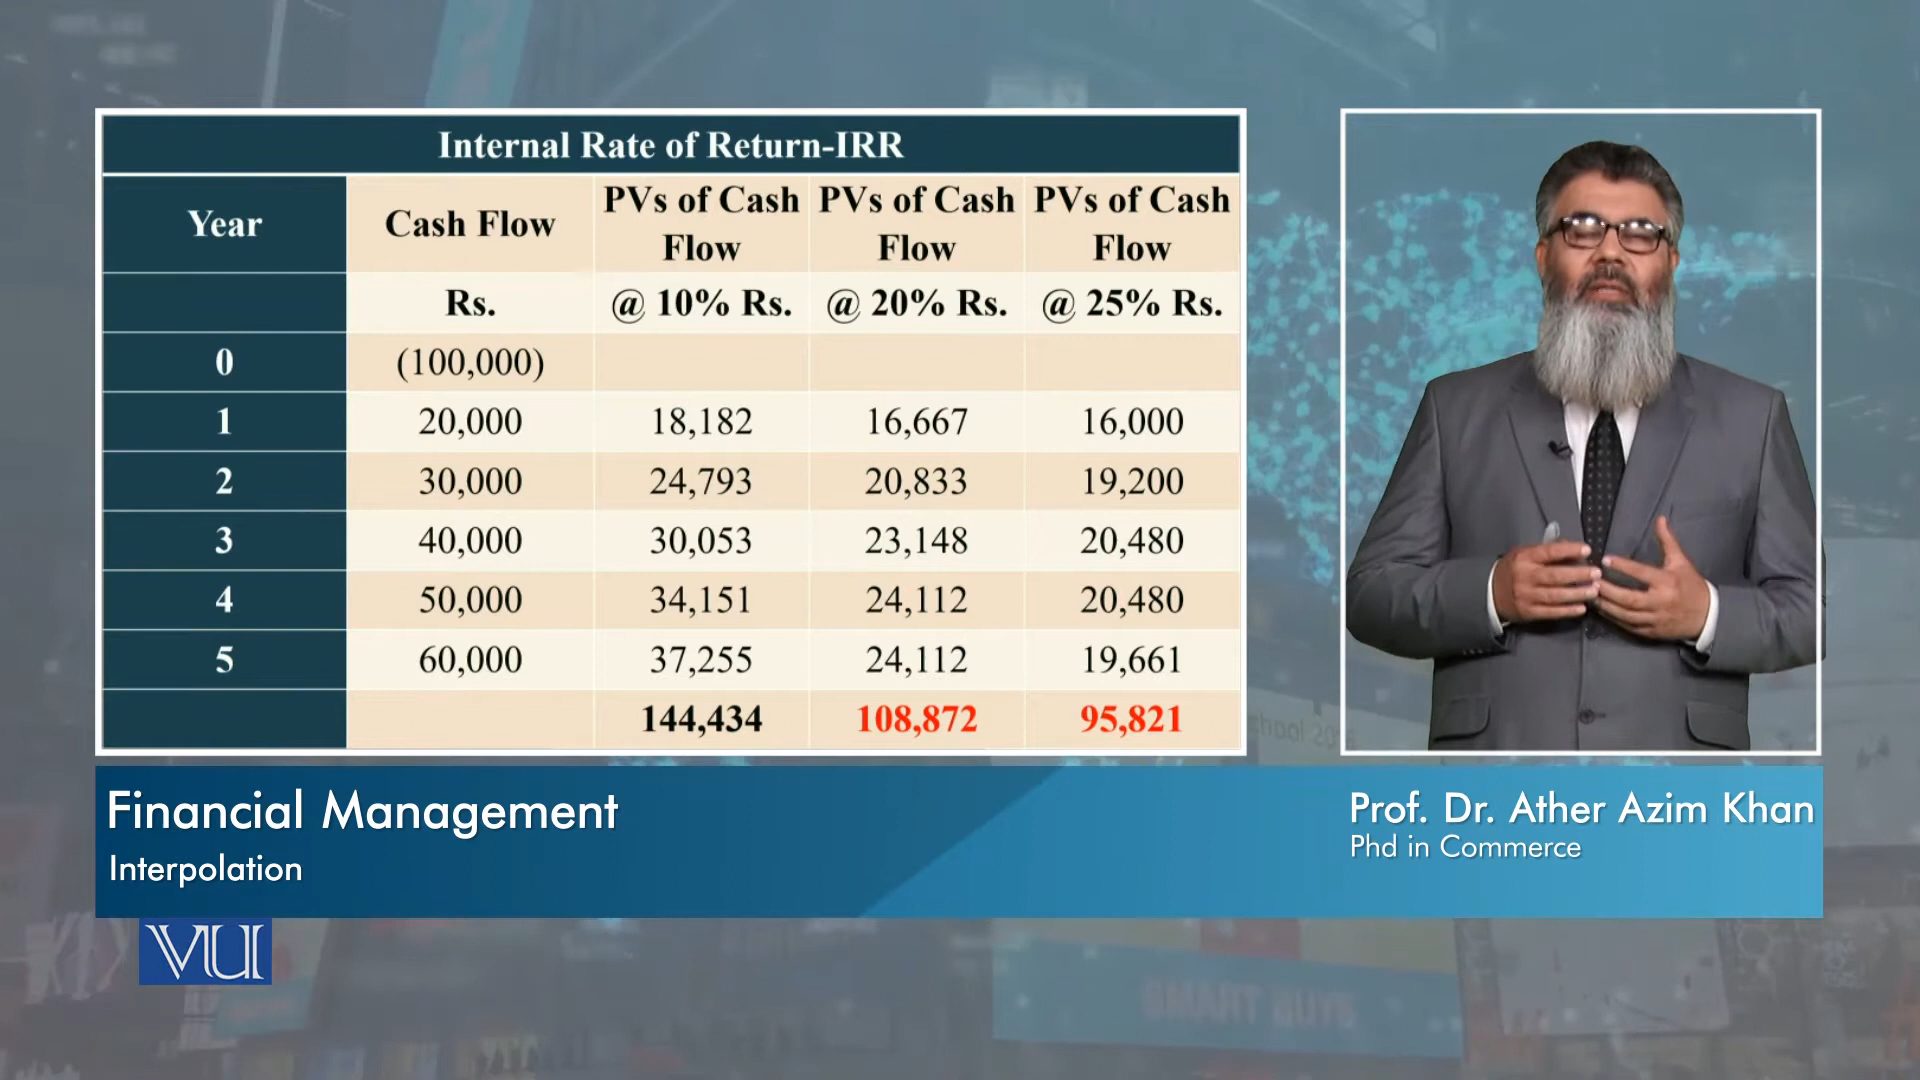 Internal Rate of Return-IRR
Year Cash Flow PVs of Cash Flow PVs of Cash Flow PVs of Cash Flow
Rs. @ 10% Rs. @ 20% Rs. @ 25% Rs.
0 (100,000)
1 20,000 18,182 16,667 16,000
2 30,000 24,793 20,833 19,200
3 40,000 30,053 23,148 20,480
4 50,000 34,151 24,112 20,480
5 60,000 37,255 24,112 19,661
144,434 108,872 95,821
Financial Management
Interpolation
Prof. Dr. Ather Azim Khan
Phd in Commerce
VU